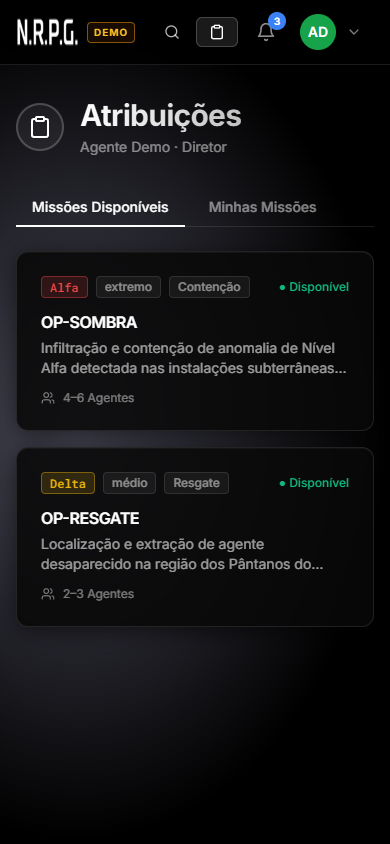 N.R.P.G. DEMO 3 AD
Atribuições
Agente Demo · Diretor
Missões Disponíveis Minhas Missões
Alfa extremo Contenção • Disponível
OP-SOMBRA
Infiltração e contenção de anomalia de Nível
Alfa detectada nas instalações subterrâneas...
4–6 Agentes
Delta médio Resgate • Disponível
OP-RESGATE
Localização e extração de agente
desaparecido na região dos Pântanos do...
2–3 Agentes